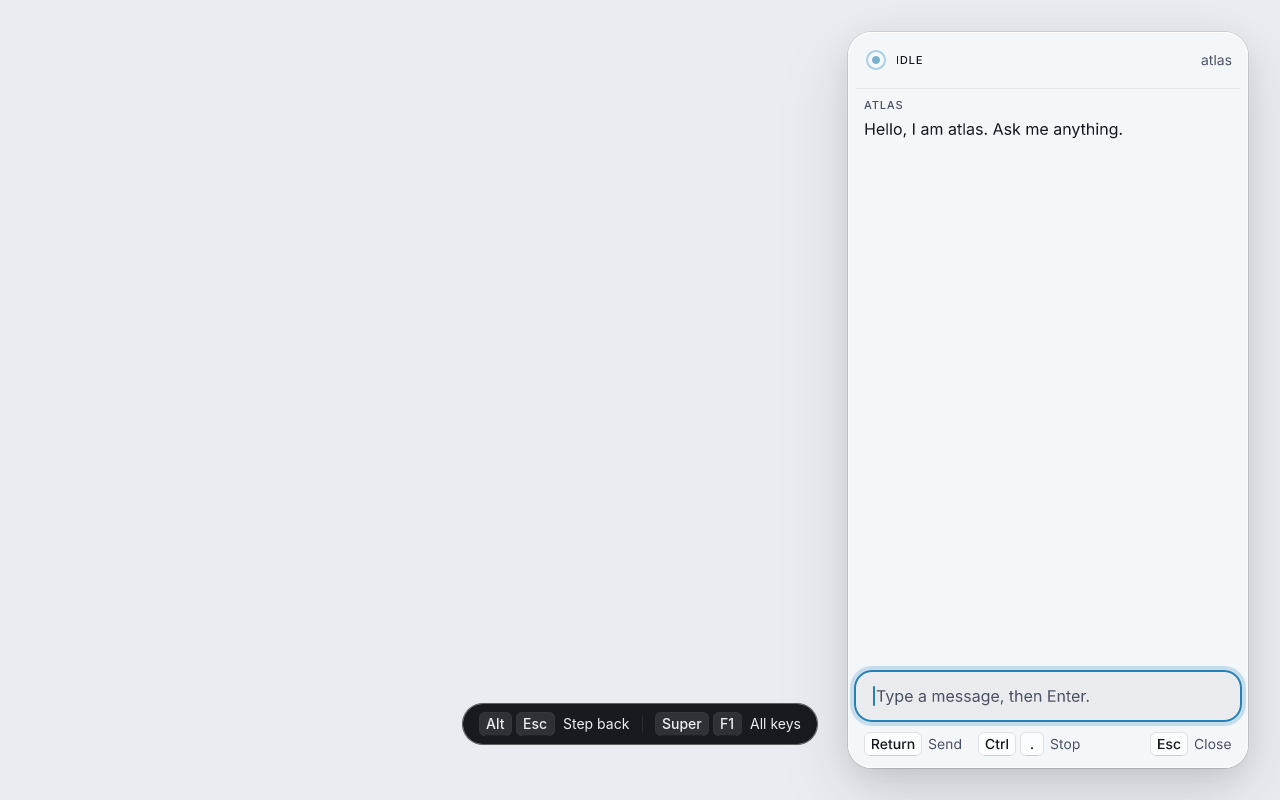 IDLE atlas
ATLAS
Hello, I am atlas. Ask me anything.
Type a message, then Enter.
Alt Esc Step back Super F1 All keys
Return Send Ctrl . Stop Esc Close